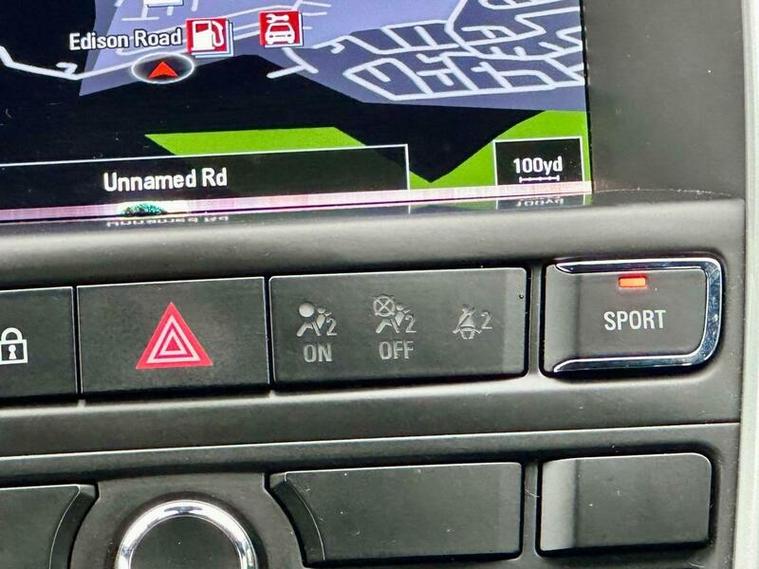 Edison Road
Unnamed Rd
100yd
2 2 2
ON OFF
SPORT